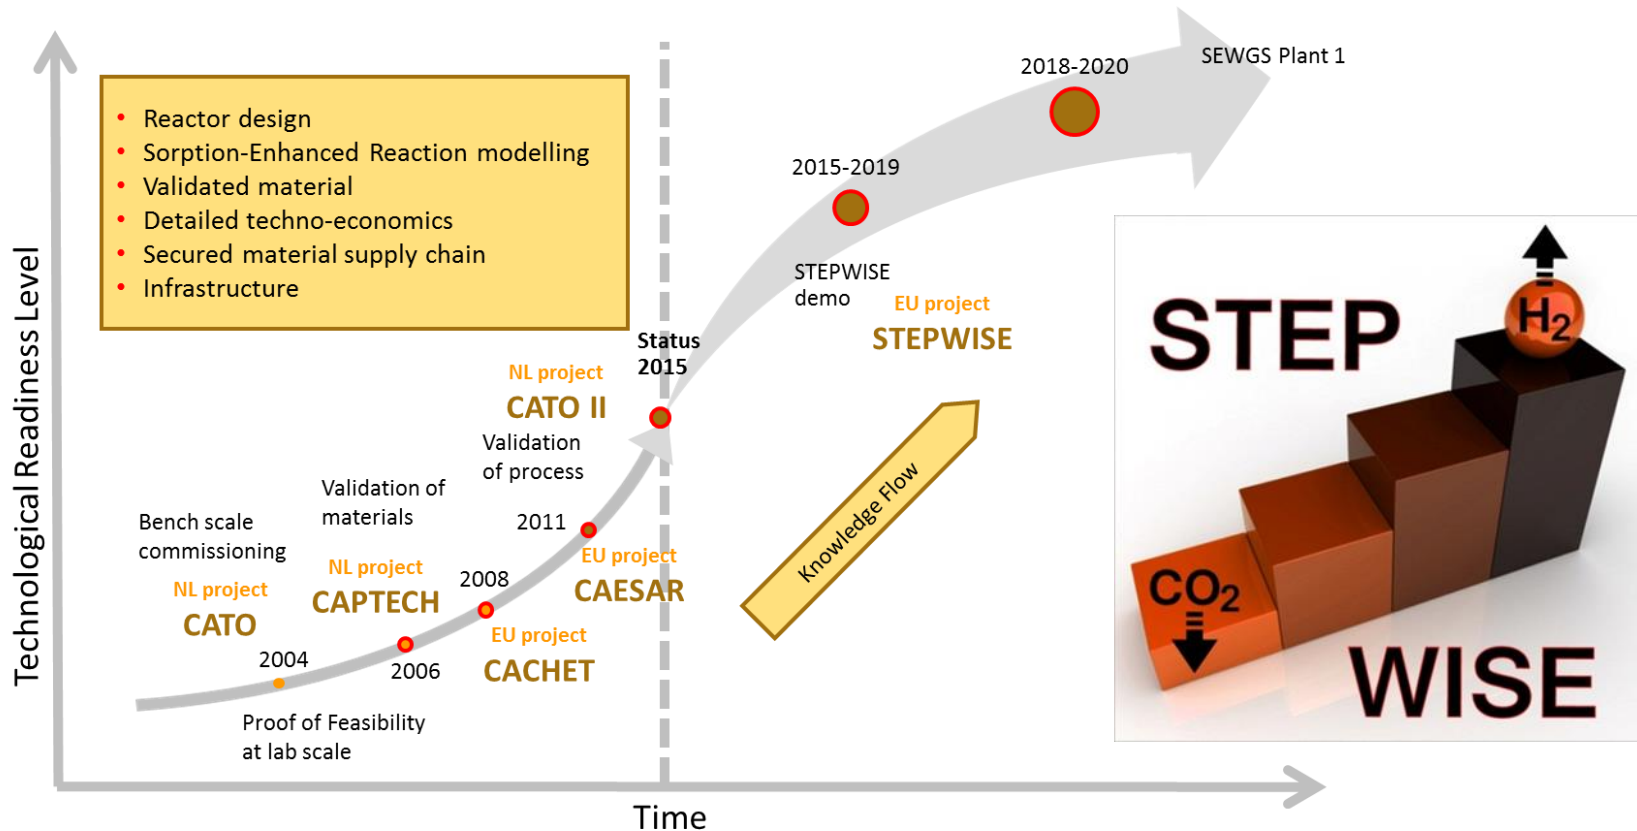 Technological Readiness Level
Reactor design
Sorption-Enhanced Reaction modelling
Validated material
Detailed techno-economics
Secured material supply chain
Infrastructure
2018-2020
SEWGS Plant 1
2015-2019
STEPWISE
demo
EU project
STEPWISE
Status
2015
NL project
CATO II
Validation
of process
2011
EU project
CAESAR
Validation of
materials
NL project
CAPTECH
2008
EU project
CACHET
Bench scale
commissioning
NL project
CATO
2004
2006
Proof of Feasibility
at lab scale
Knowledge Flow
STEP
H2
CO2
WISE
Time